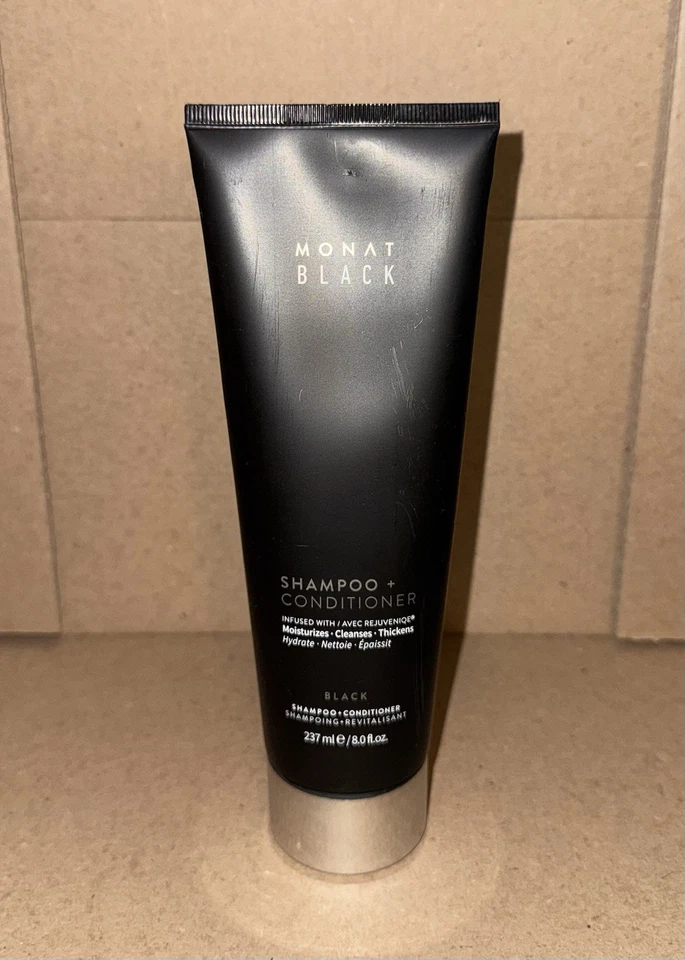 MONAT
BLACK
SHAMPOO +
CONDITIONER
INFUSED WITH / AVEC REJUVENIQE®
Moisturizes · Cleanses · Thickens
Hydrate · Nettoie · Épaissit
BLACK
SHAMPOO+CONDITIONER
SHAMPOING+REVITALISANT
237 ml ℮ / 8.0 fl.oz.